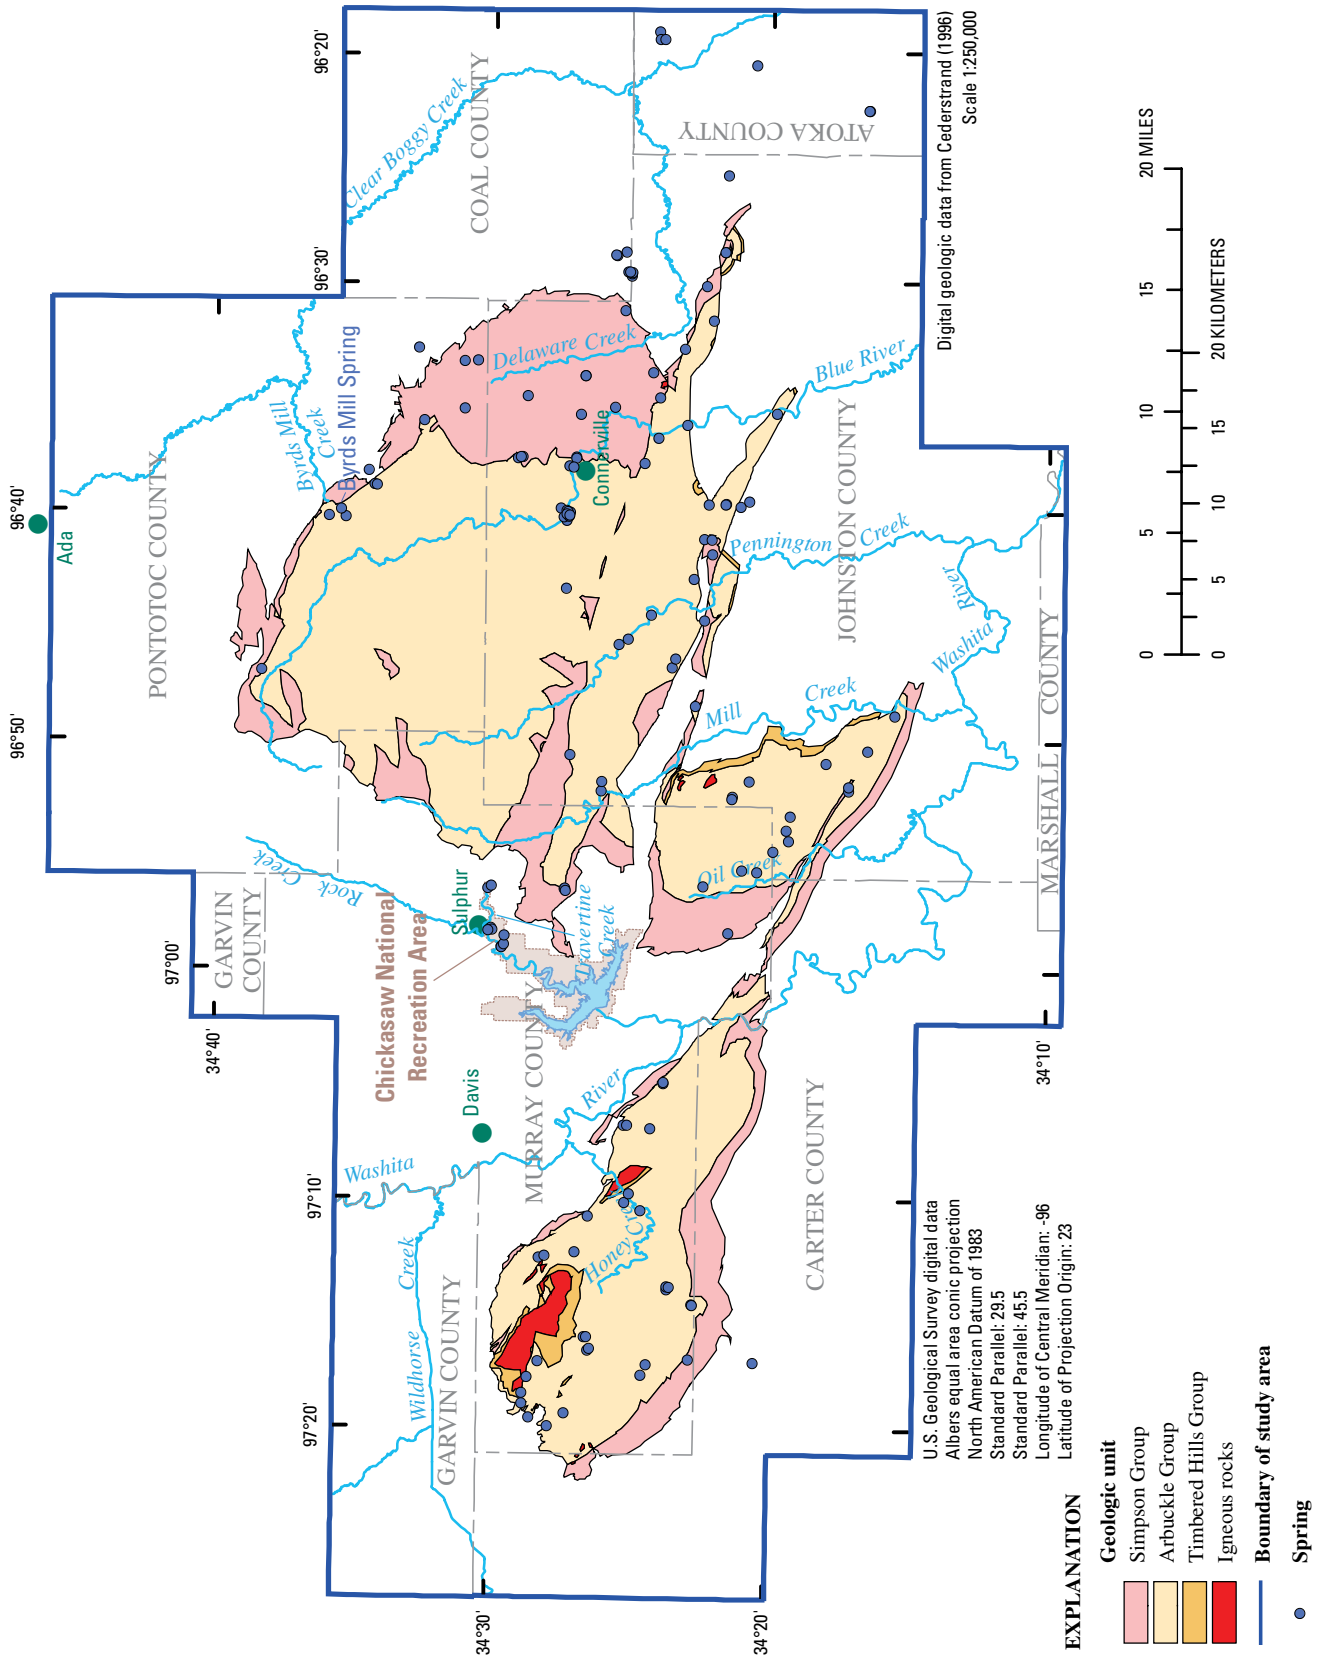 96°20'
96°30'
96°40'
96°50'
97°00'
97°10'
97°20'
34°40'
34°30'
34°20'
34°10'
Ada
PONTOTOC COUNTY
Byrds Mill
Creek
Byrds Mill Spring
Clear Boggy Creek
COAL COUNTY
ATOKA COUNTY
Delaware Creek
Connerville
Blue River
JOHNSTON COUNTY
Pennington Creek
Washita
River
Mill Creek
MARSHALL COUNTY
Oil Creek
Rock
Creek
GARVIN
COUNTY
Sulphur
Travertine
Creek
Chickasaw National
Recreation Area
Davis
MURRAY COUNTY
Washita
River
Honey Creek
Wildhorse Creek
GARVIN COUNTY
CARTER COUNTY
Digital geologic data from Cederstrand (1996)
Scale 1:250,000
0 5 10 15 20 MILES
0 5 10 15 20 KILOMETERS
U.S. Geological Survey digital data
Albers equal area conic projection
North American Datum of 1983
Standard Parallel: 29.5
Standard Parallel: 45.5
Longitude of Central Meridian: -96
Latitude of Projection Origin: 23
EXPLANATION
Geologic unit
Simpson Group
Arbuckle Group
Timbered Hills Group
Igneous rocks
Boundary of study area
Spring